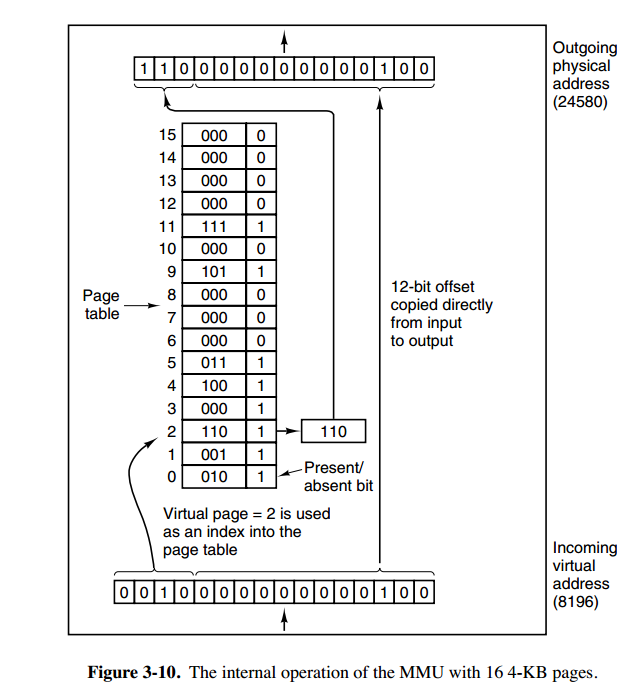 Outgoing
physical
address
(24580)
1 1 0 0 0 0 0 0 0 0 0 0 0 1 0 0
15 000 0
14 000 0
13 000 0
12 000 0
11 111 1
10 000 0
9 101 1
8 000 0
7 000 0
6 000 0
5 011 1
4 100 1
3 000 1
2 110 1
1 001 1
0 010 1
Page
table
110
12-bit offset
copied directly
from input
to output
Present/
absent bit
Virtual page = 2 is used
as an index into the
page table
0 0 1 0 0 0 0 0 0 0 0 0 0 1 0 0
Incoming
virtual
address
(8196)
Figure 3-10. The internal operation of the MMU with 16 4-KB pages.